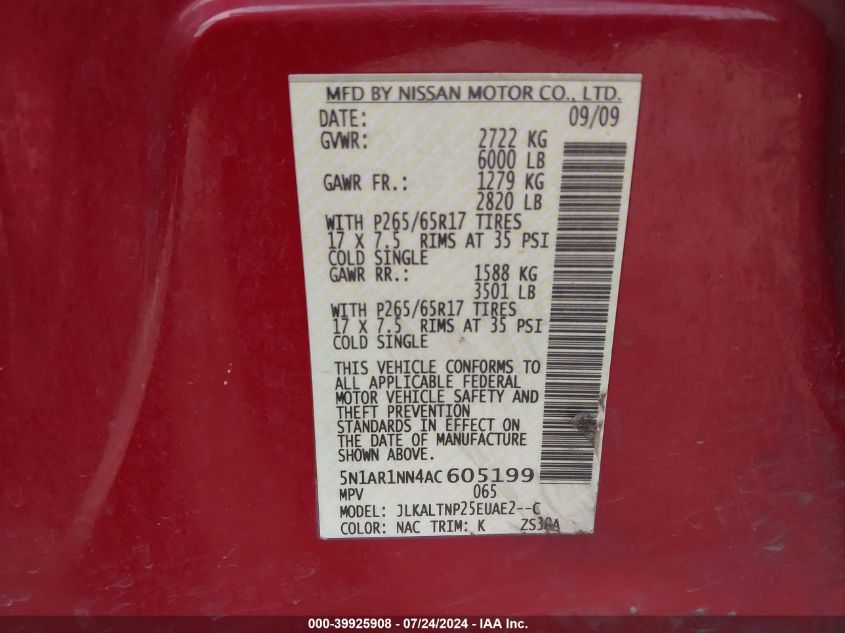 MFD BY NISSAN MOTOR CO., LTD.
DATE: 09/09
GVWR: 2722 KG
6000 LB
GAWR FR.: 1279 KG
2820 LB
WITH P265/65R17 TIRES
17 X 7.5 RIMS AT 35 PSI
COLD SINGLE
GAWR RR.: 1588 KG
3501 LB
WITH P265/65R17 TIRES
17 X 7.5 RIMS AT 35 PSI
COLD SINGLE
THIS VEHICLE CONFORMS TO
ALL APPLICABLE FEDERAL
MOTOR VEHICLE SAFETY AND
THEFT PREVENTION
STANDARDS IN EFFECT ON
THE DATE OF MANUFACTURE
SHOWN ABOVE.
5N1AR1NN4AC605199
MPV 065
MODEL: JLKALTNP25EUAE2--C
COLOR: NAC TRIM: K
000-39925908 - 07/24/2024 - IAA Inc.